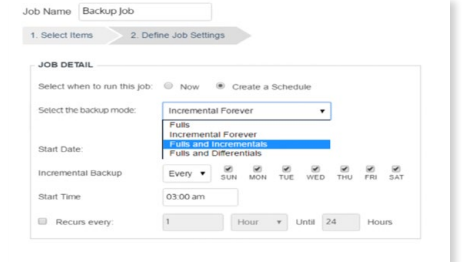 Job Name Backup Job
1. Select Items 2. Define Job Settings
JOB DETAIL
Select when to run this job: Now Create a Schedule
Select the backup mode: Incremental Forever
Fulls
Incremental Forever
Fulls and Incrementals
Fulls and Differentials
Start Date:
Incremental Backup Every SUN MON TUE WED THU FRI SAT
Start Time 03:00 am
Recurs every: 1 Hour Until 24 Hours